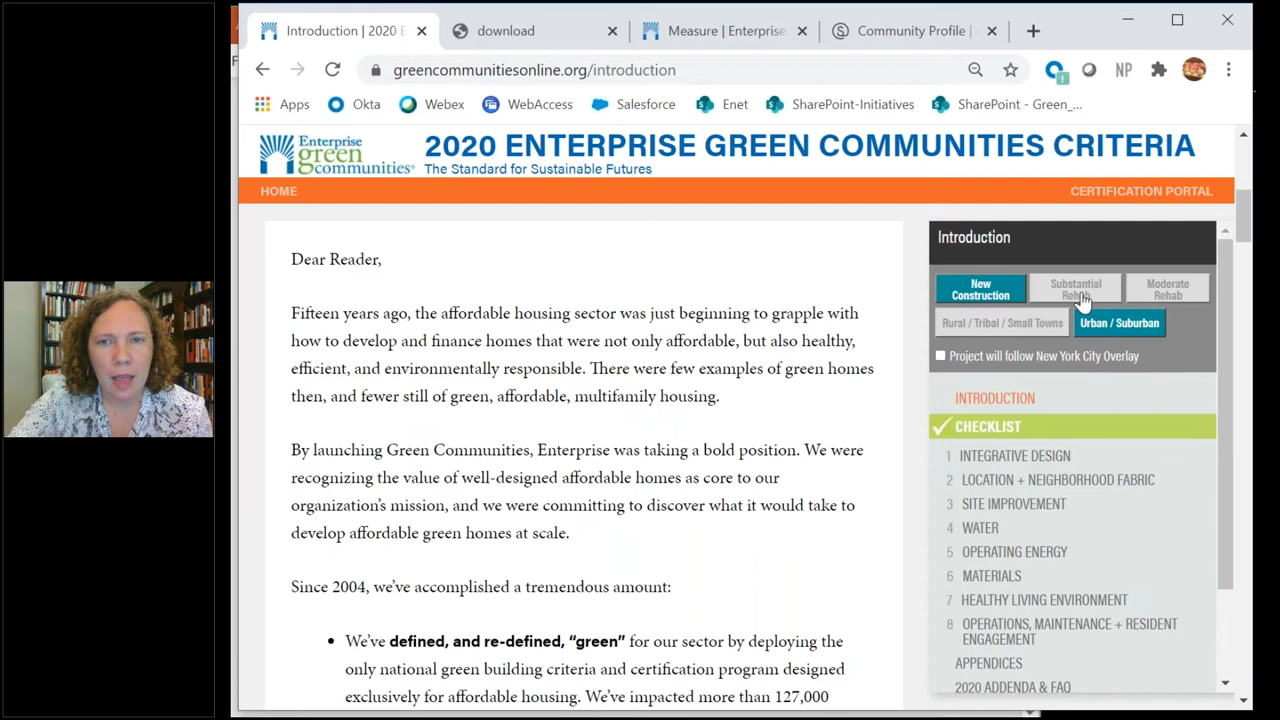 Introduction | 2020 E
download
Measure | Enterprise
Community Profile |
greencommunitiesonline.org/introduction
NP
Apps
Okta
Webex
WebAccess
Salesforce
Enet
SharePoint-Initiatives
SharePoint - Green_...
Enterprise
green
communities®
2020 ENTERPRISE GREEN COMMUNITIES CRITERIA
The Standard for Sustainable Futures
HOME
CERTIFICATION PORTAL
Dear Reader,
Fifteen years ago, the affordable housing sector was just beginning to grapple with
how to develop and finance homes that were not only affordable, but also healthy,
efficient, and environmentally responsible. There were few examples of green homes
then, and fewer still of green, affordable, multifamily housing.
By launching Green Communities, Enterprise was taking a bold position. We were
recognizing the value of well-designed affordable homes as core to our
organization's mission, and we were committing to discover what it would take to
develop affordable green homes at scale.
Since 2004, we've accomplished a tremendous amount:
• We've defined, and re-defined, "green" for our sector by deploying the
only national green building criteria and certification program designed
exclusively for affordable housing. We've impacted more than 127,000
Introduction
New
Construction
Substantial
Rehab
Moderate
Rehab
Rural / Tribal / Small Towns
Urban / Suburban
Project will follow New York City Overlay
INTRODUCTION
CHECKLIST
1 INTEGRATIVE DESIGN
2 LOCATION + NEIGHBORHOOD FABRIC
3 SITE IMPROVEMENT
4 WATER
5 OPERATING ENERGY
6 MATERIALS
7 HEALTHY LIVING ENVIRONMENT
8 OPERATIONS, MAINTENANCE + RESIDENT
ENGAGEMENT
APPENDICES
2020 ADDENDA & FAQ